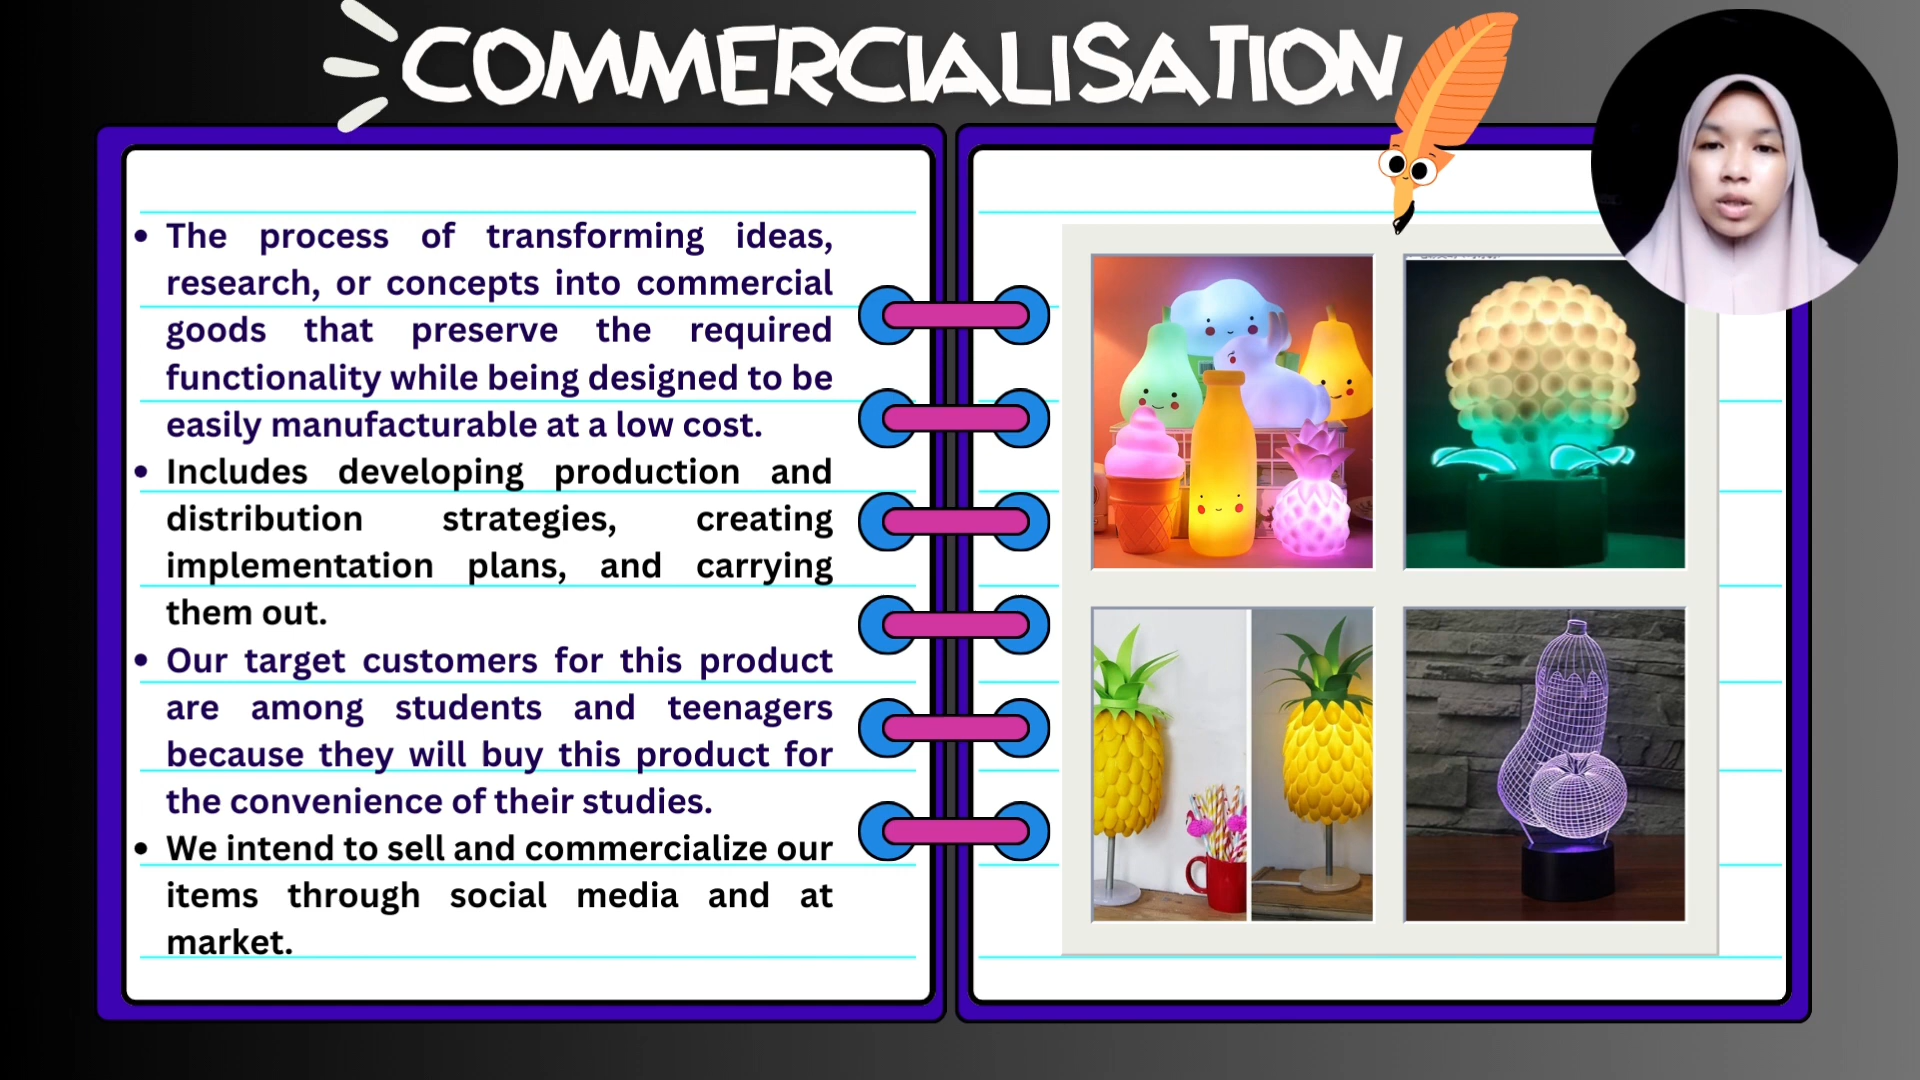 COMMERCIALISATION
• The process of transforming ideas,
research, or concepts into commercial
goods that preserve the required
functionality while being designed to be
easily manufacturable at a low cost.
• Includes developing production and
distribution strategies, creating
implementation plans, and carrying
them out.
• Our target customers for this product
are among students and teenagers
because they will buy this product for
the convenience of their studies.
• We intend to sell and commercialize our
items through social media and at
market.